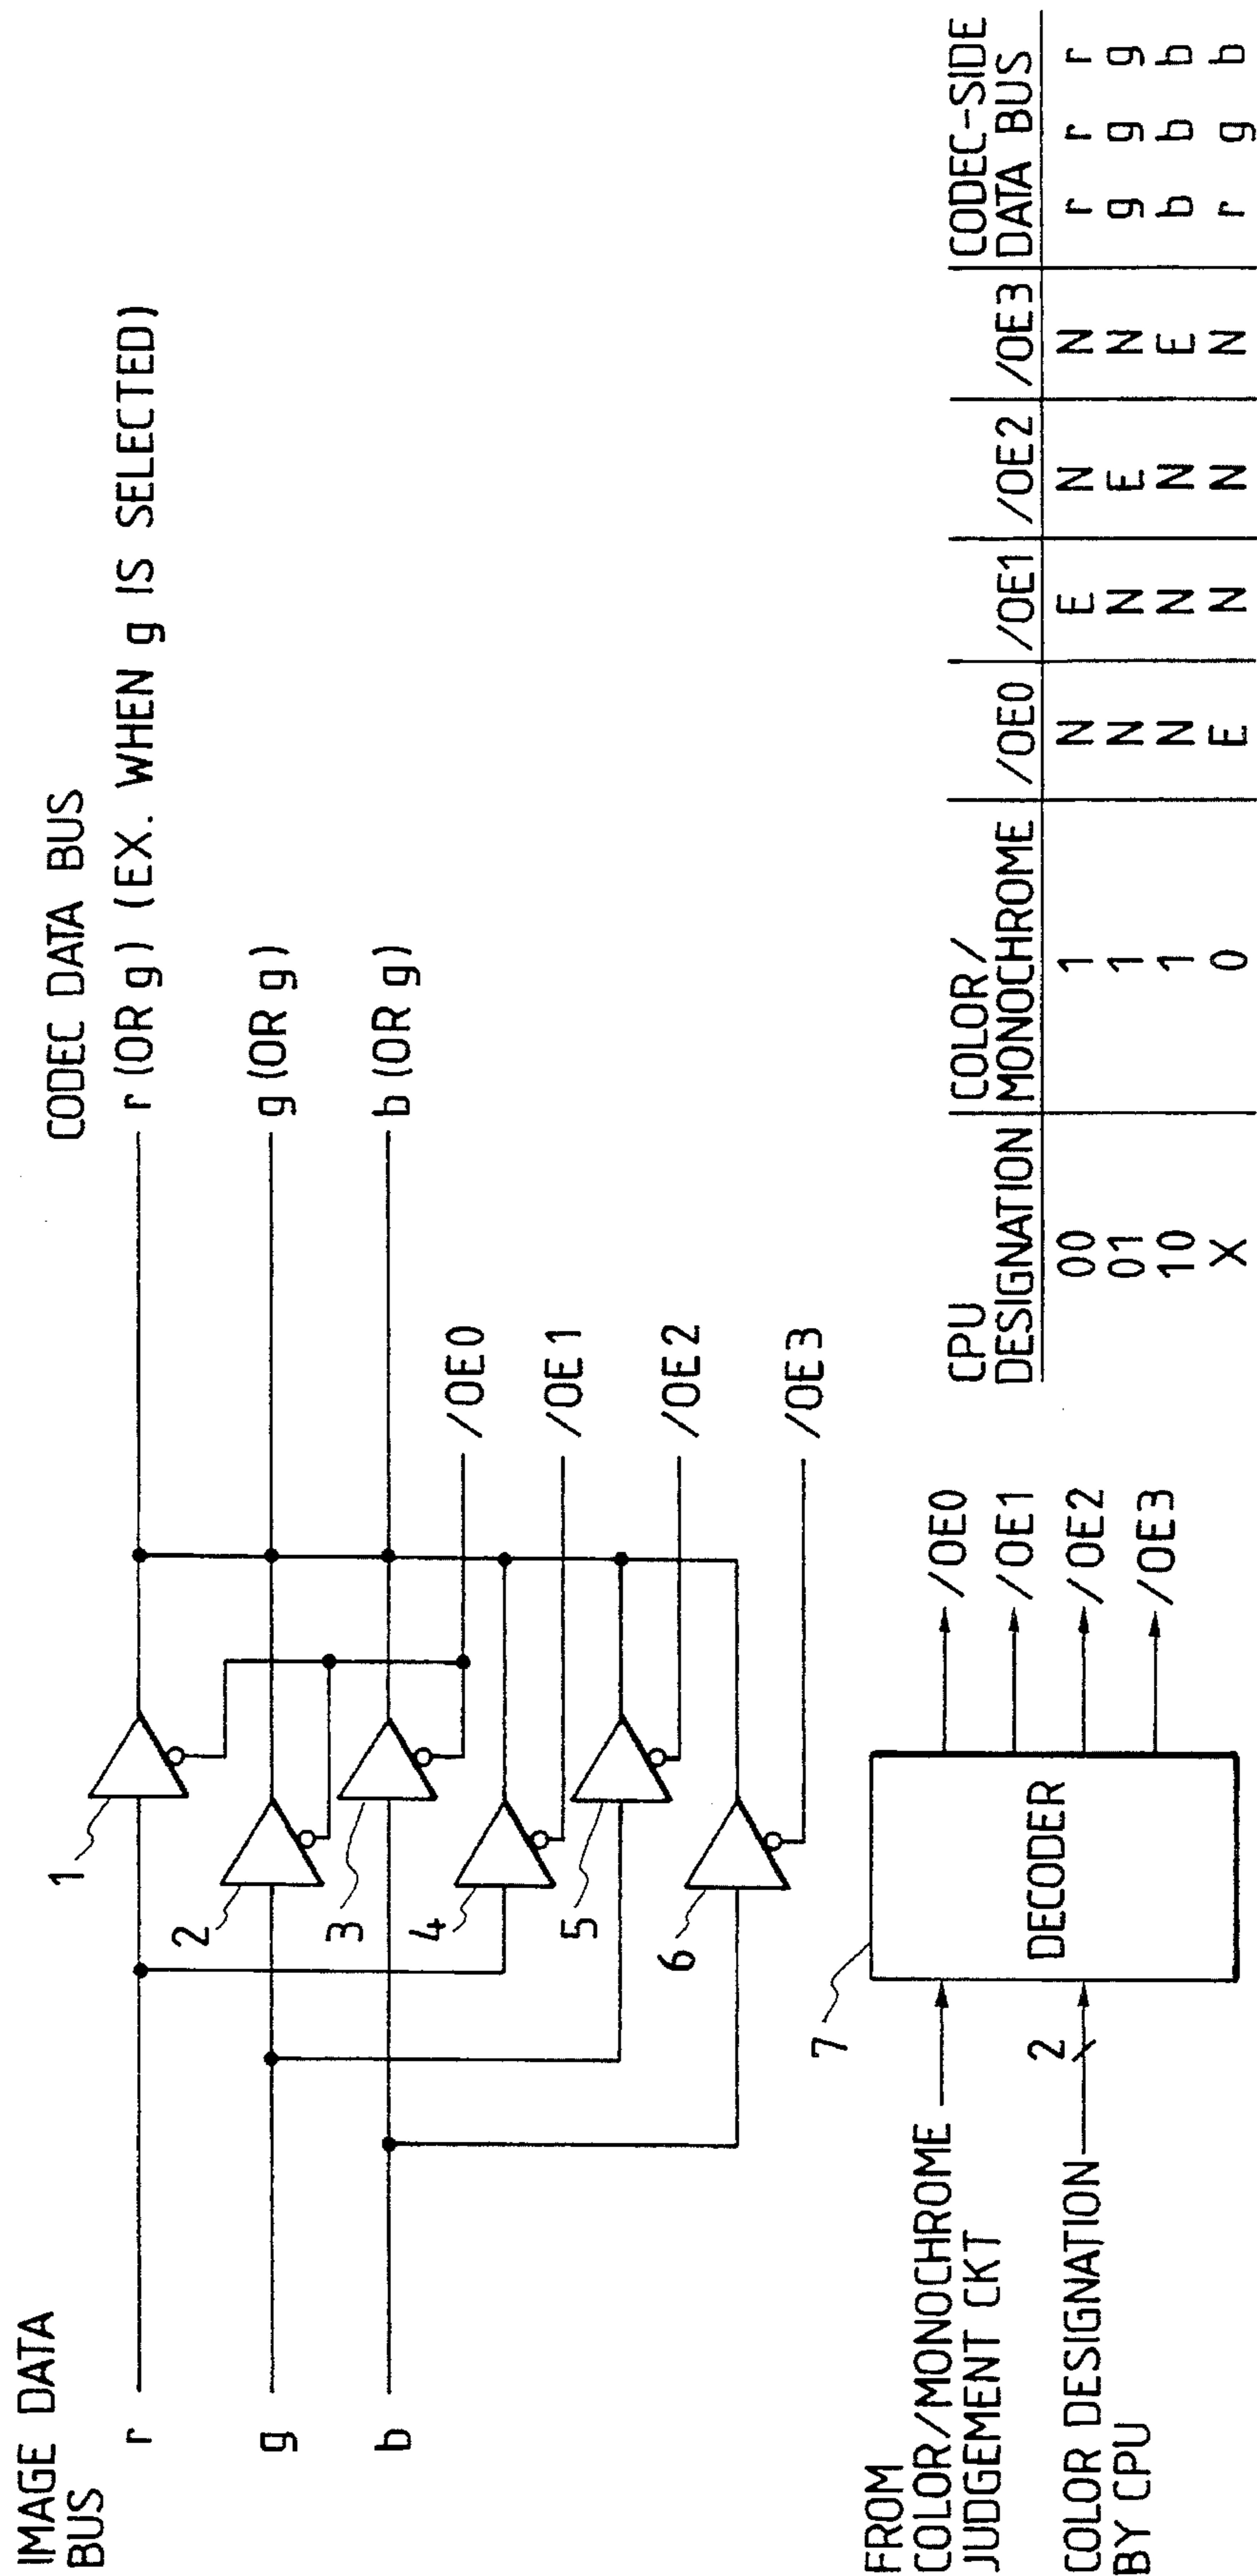 IMAGE DATA
BUS
CODEC DATA BUS
r
r (OR g) (EX. WHEN g IS SELECTED)
g
g (OR g)
b
b (OR g)
1
2
3
4
5
6
/OE0
/OE1
/OE2
/OE3
FROM
COLOR/MONOCHROME
JUDGEMENT CKT
COLOR DESIGNATION
BY CPU
2
7
DECODER
/OE0
/OE1
/OE2
/OE3
CPU DESIGNATION COLOR/MONOCHROME /OE0 /OE1 /OE2 /OE3 CODEC-SIDE DATA BUS
00 1 N E N N r r r
01 1 N N E N g g g
10 1 N N N E b b b
X 0 E N N N r g b